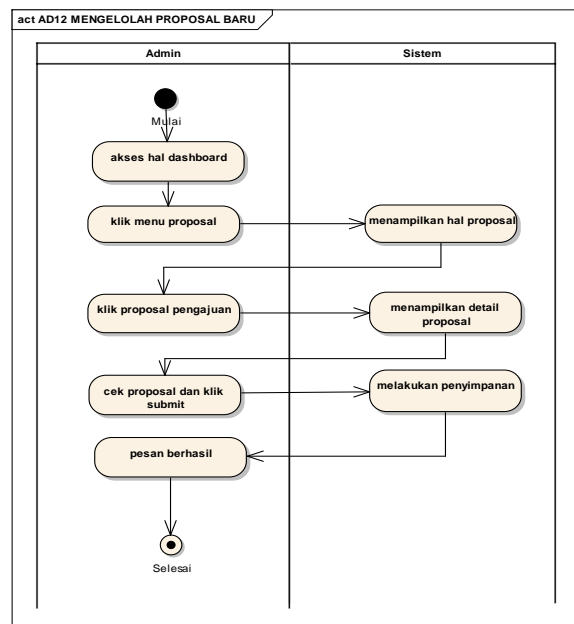 act AD12 MENGELOLAH PROPOSAL BARU
Admin
Sistem
Mulai
akses hal dashboard
klik menu proposal
menampilkan hal proposal
klik proposal pengajuan
menampilkan detail
proposal
cek proposal dan klik
submit
melakukan penyimpanan
pesan berhasil
Selesai